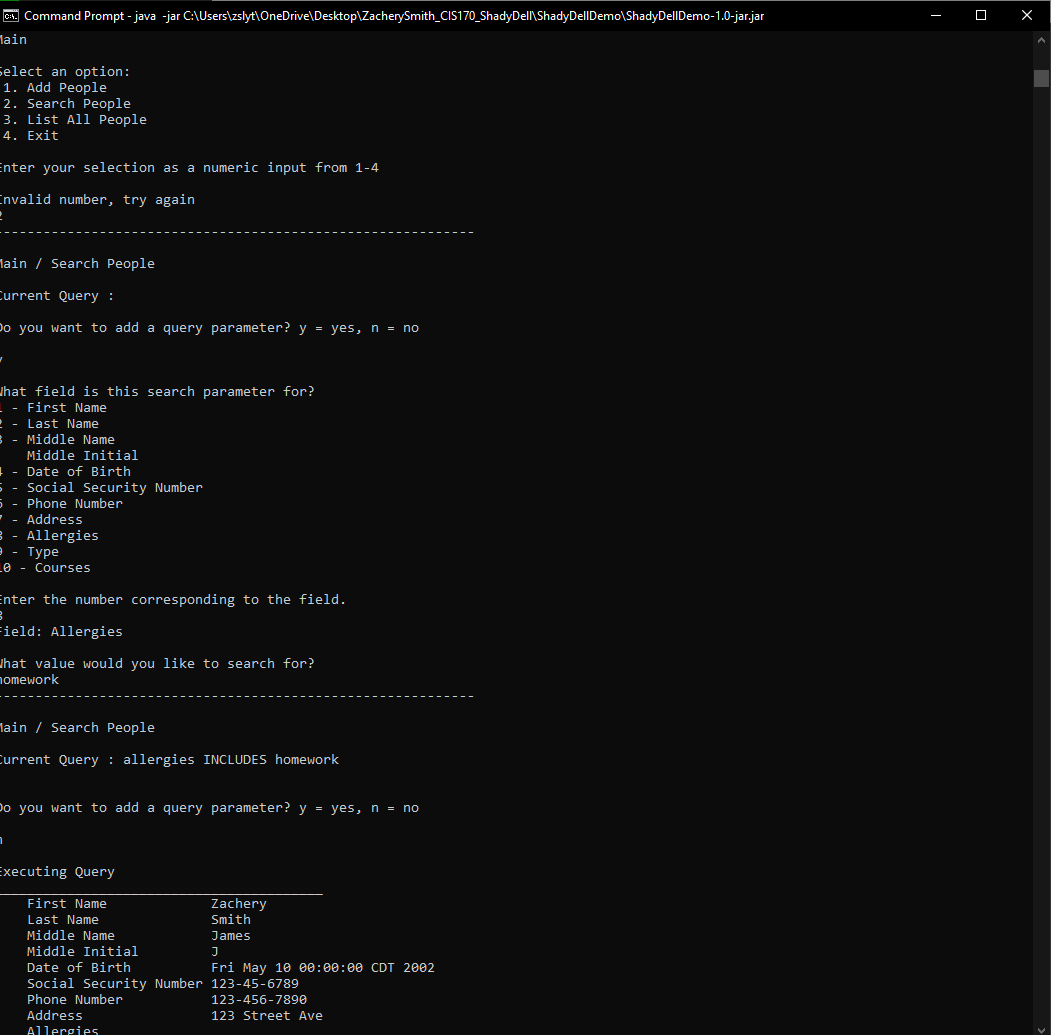 Command Prompt - java -jar C:\Users\zslyt\OneDrive\Desktop\ZacherySmith_CIS170_ShadyDell\ShadyDellDemo\ShadyDellDemo-1.0-jar.jar
Main
Select an option:
1. Add People
2. Search People
3. List All People
4. Exit
Enter your selection as a numeric input from 1-4
Invalid number, try again
2
-----------------------------------------------------------
Main / Search People
Current Query :
Do you want to add a query parameter? y = yes, n = no
y
What field is this search parameter for?
1 - First Name
2 - Last Name
3 - Middle Name
Middle Initial
4 - Date of Birth
5 - Social Security Number
6 - Phone Number
7 - Address
8 - Allergies
9 - Type
10 - Courses
Enter the number corresponding to the field.
8
Field: Allergies
What value would you like to search for?
homework
-----------------------------------------------------------
Main / Search People
Current Query : allergies INCLUDES homework
Do you want to add a query parameter? y = yes, n = no
n
Executing Query
________________________________________
First Name Zachery
Last Name Smith
Middle Name James
Middle Initial J
Date of Birth Fri May 10 00:00:00 CDT 2002
Social Security Number 123-45-6789
Phone Number 123-456-7890
Address 123 Street Ave
Allergies